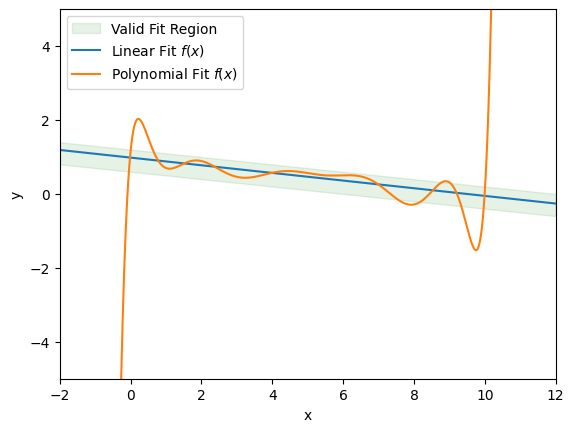 Valid Fit Region
Linear Fit f(x)
Polynomial Fit f(x)
4
2
0
−2
−4
y
−2 0 2 4 6 8 10 12
x